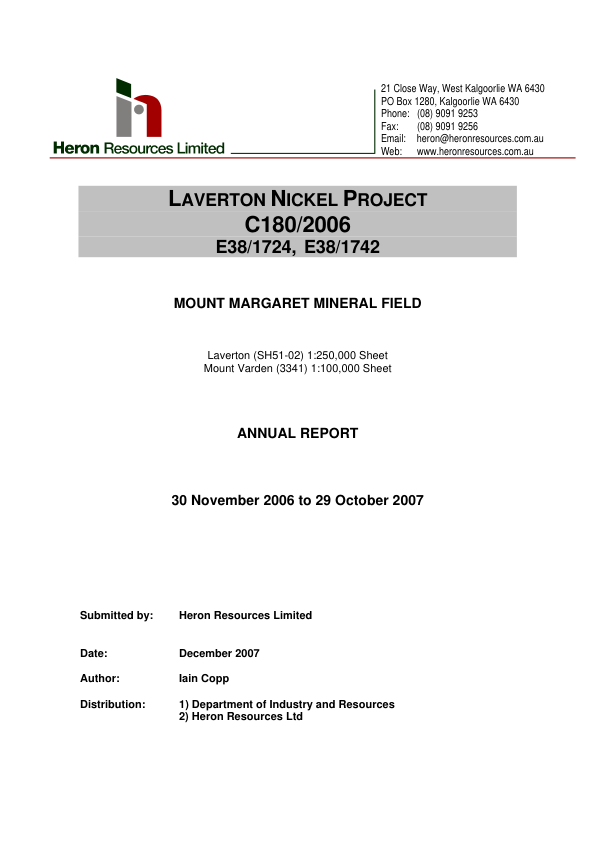 Heron Resources Limited
21 Close Way, West Kalgoorlie WA 6430
PO Box 1280, Kalgoorlie WA 6430
Phone: (08) 9091 9253
Fax: (08) 9091 9256
Email: heron@heronresources.com.au
Web: www.heronresources.com.au
LAVERTON NICKEL PROJECT
C180/2006
E38/1724, E38/1742
MOUNT MARGARET MINERAL FIELD
Laverton (SH51-02) 1:250,000 Sheet
Mount Varden (3341) 1:100,000 Sheet
ANNUAL REPORT
30 November 2006 to 29 October 2007
Submitted by: Heron Resources Limited
Date: December 2007
Author: Iain Copp
Distribution: 1) Department of Industry and Resources
2) Heron Resources Ltd